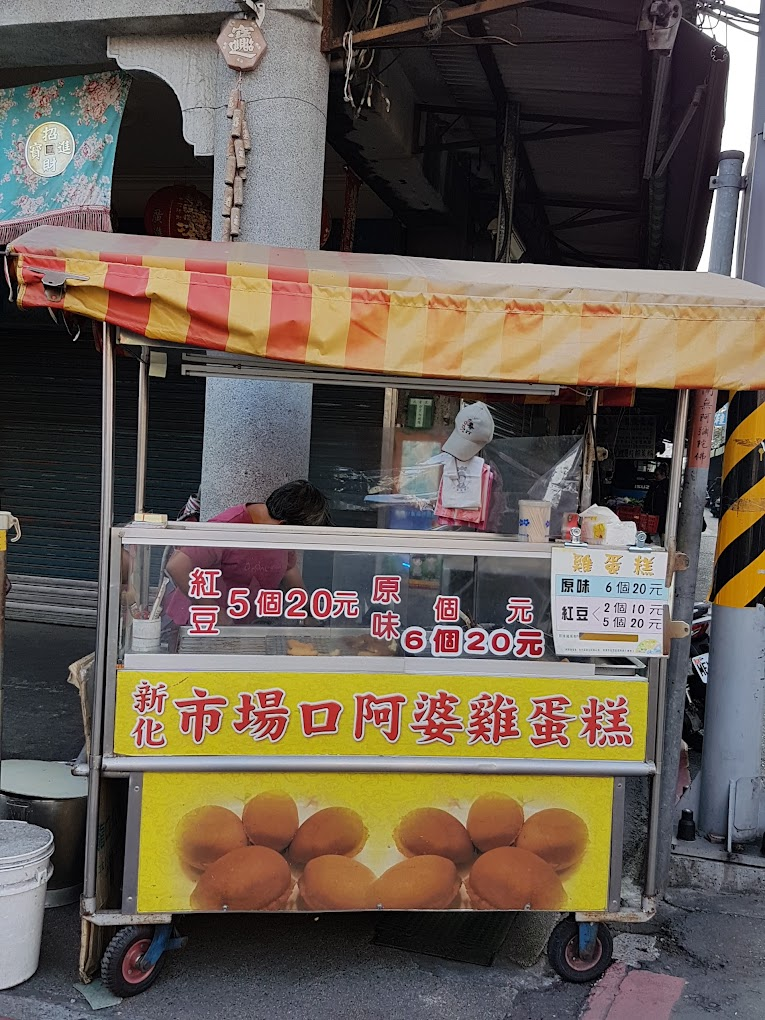 招財進寶
紅豆5個20元
原味 個 元
6個20元
雞蛋糕
原味 6個20元
紅豆 2個10元
5個20元
新化市場口阿婆雞蛋糕